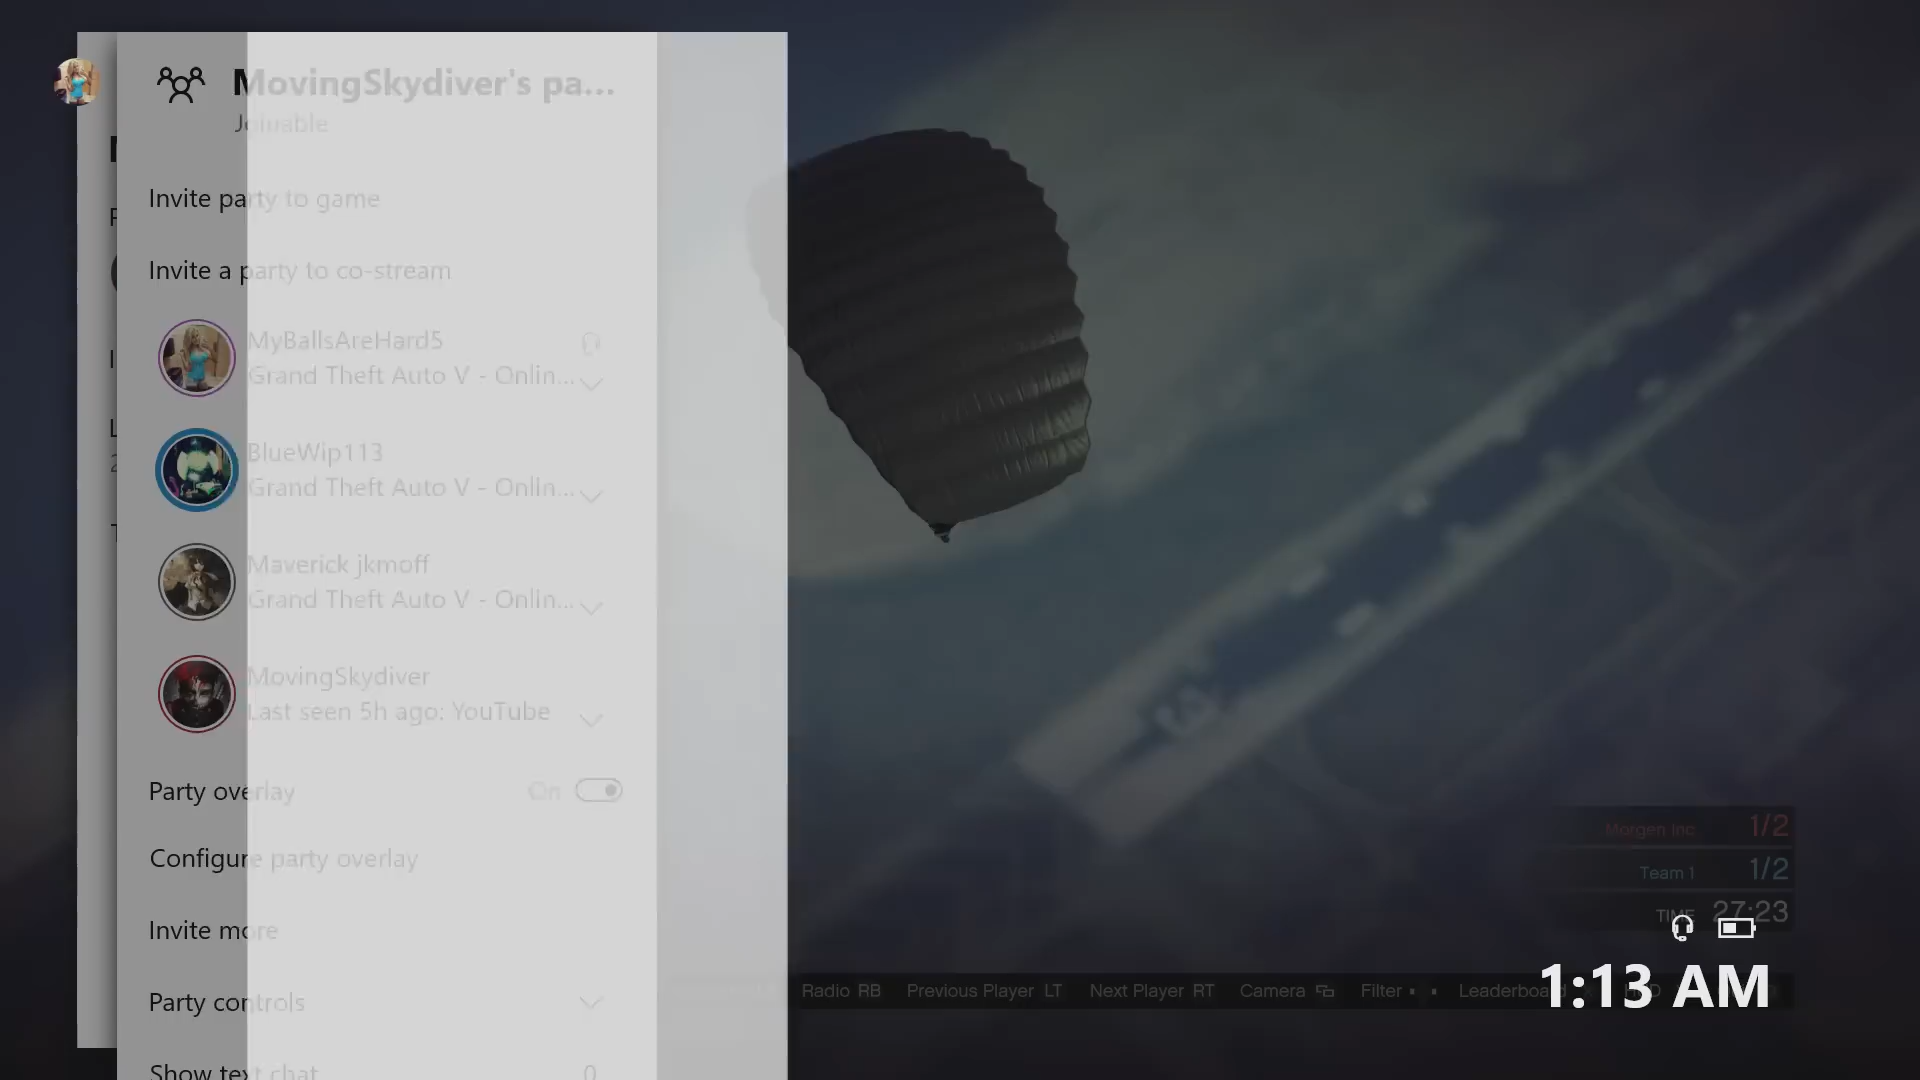 MovingSkydiver's pa...
Joinable
Invite party to game
Invite a party to co-stream
MyBallsAreHard5
Grand Theft Auto V - Onlin...
BlueWip113
Grand Theft Auto V - Onlin...
Maverick jkmoff
Grand Theft Auto V - Onlin...
MovingSkydiver
Last seen 5h ago: YouTube
Party overlay On
Configure party overlay
Invite more
Party controls
Show text chat 0
Morgen Inc 1/2
Team 1 1/2
TIME 27:23
Radio RB Previous Player LT Next Player RT Camera Filter
1:13 AM